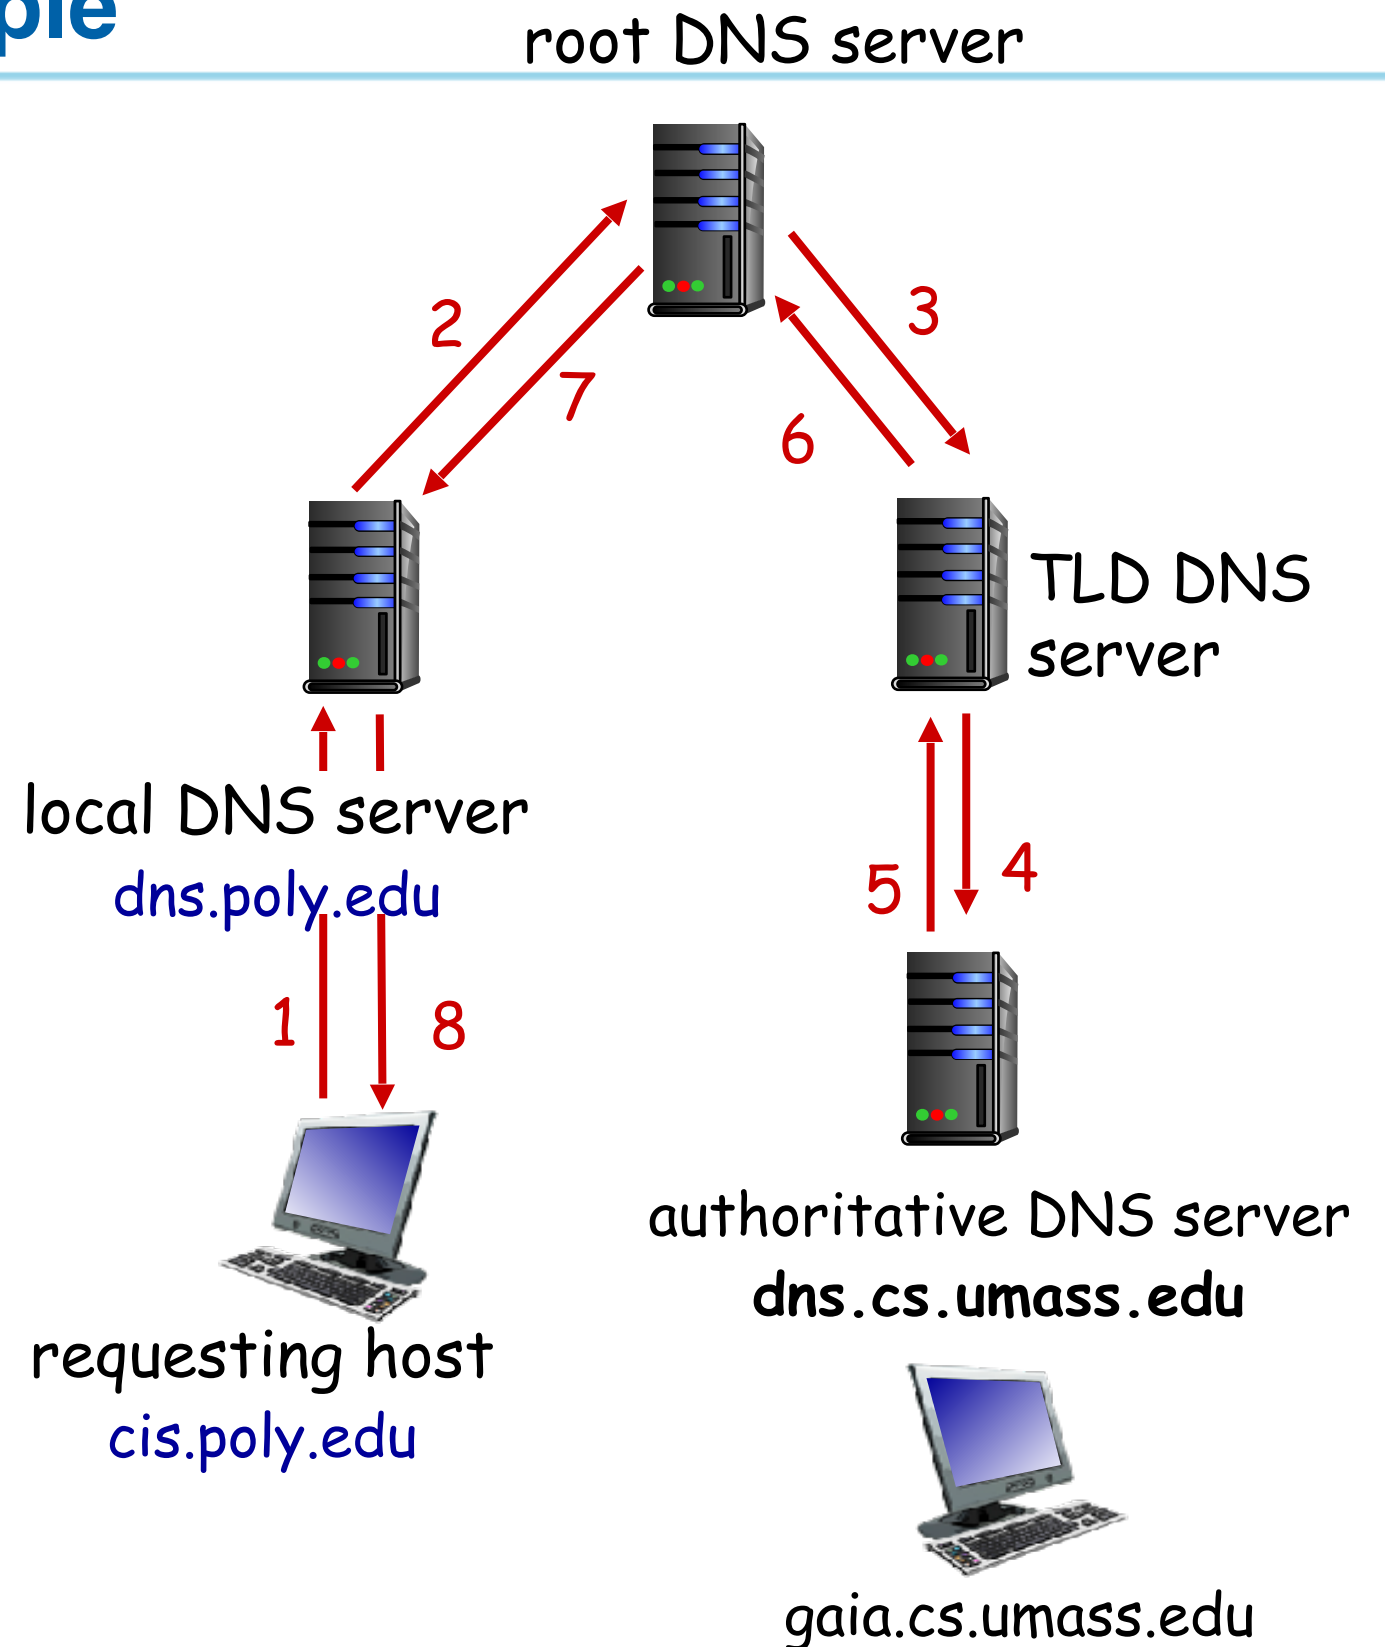 root DNS server
2
3
7
6
TLD DNS
server
local DNS server
dns.poly.edu
5
4
1
8
authoritative DNS server
dns.cs.umass.edu
requesting host
cis.poly.edu
gaia.cs.umass.edu